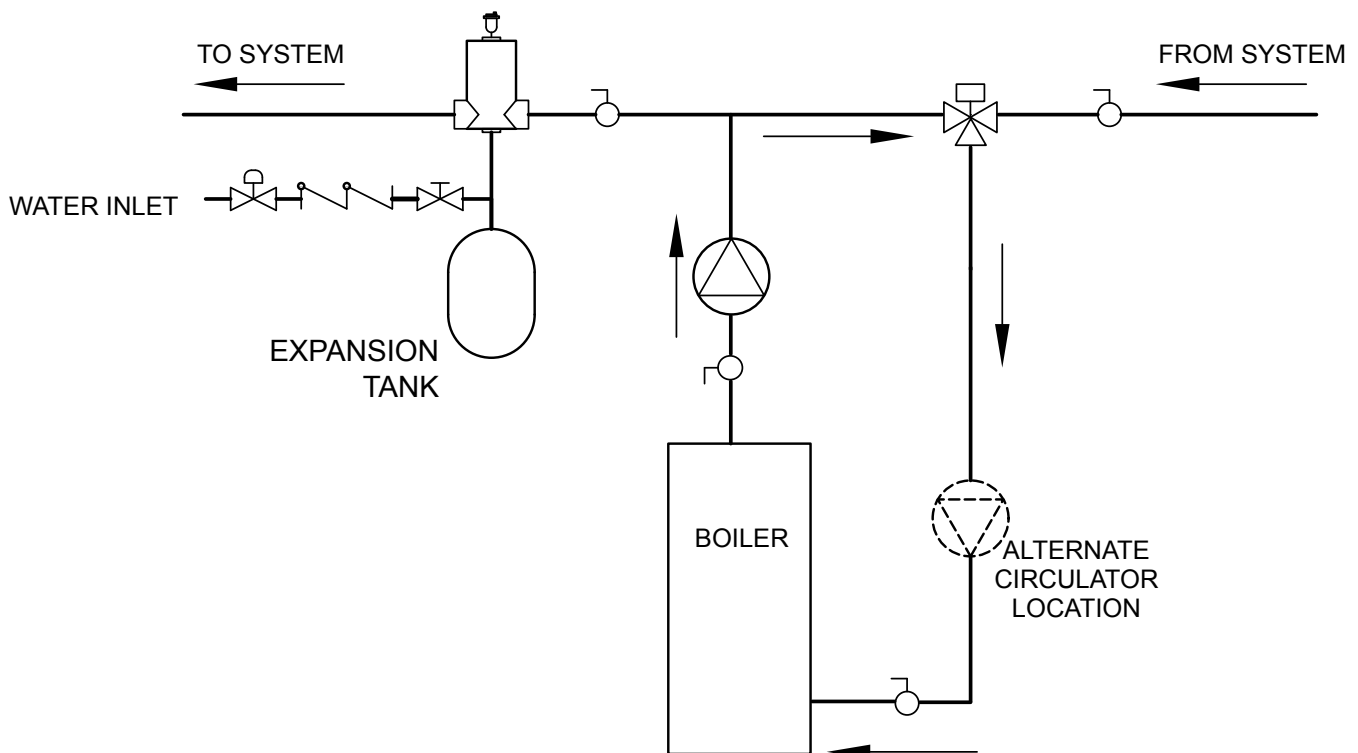 TO SYSTEM
FROM SYSTEM
WATER INLET
EXPANSION
TANK
BOILER
ALTERNATE
CIRCULATOR
LOCATION